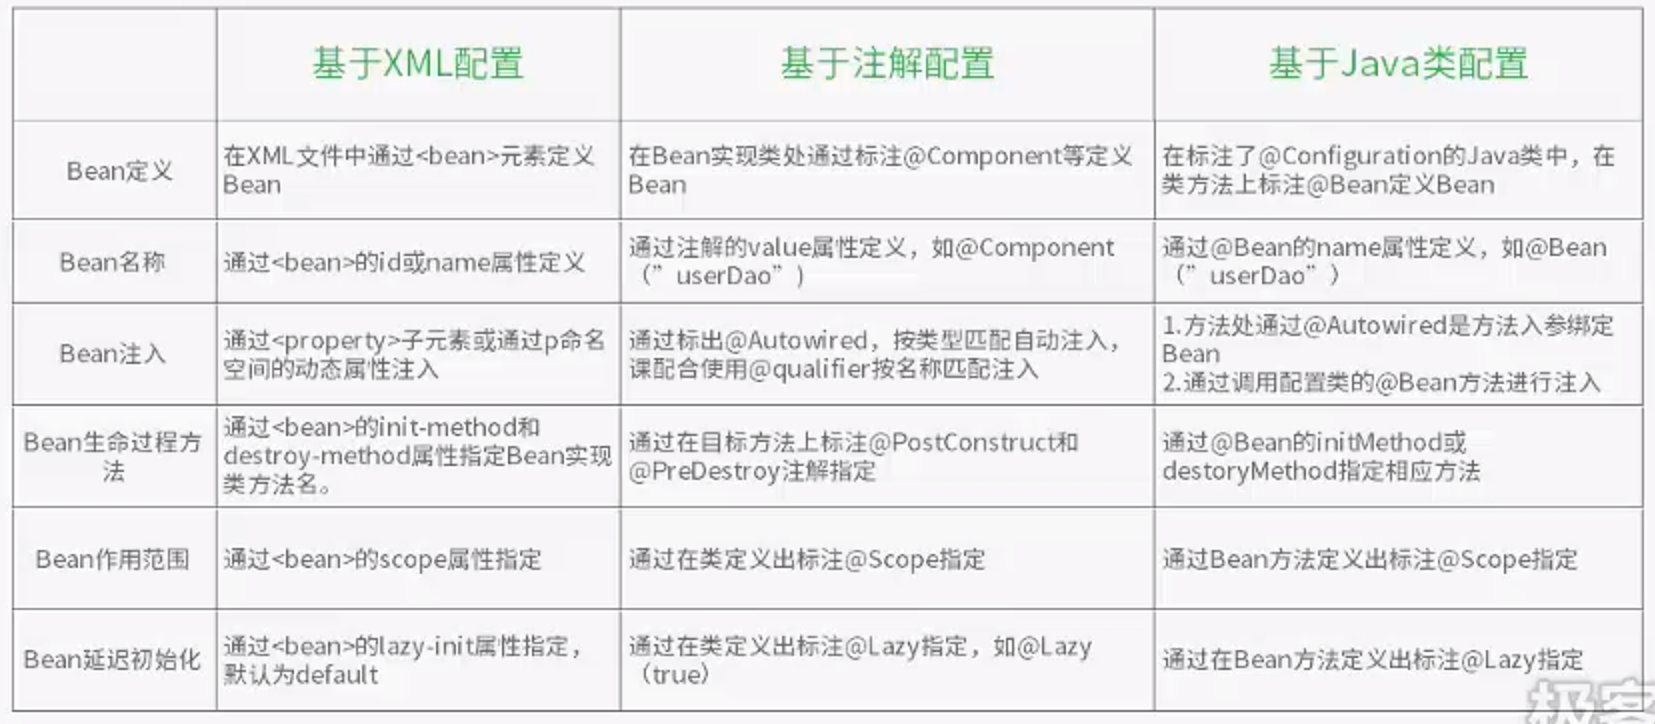 基于XML配置
基于注解配置
基于Java类配置
Bean定义
在XML文件中通过<bean>元素定义
Bean
在Bean实现类处通过标注@Component等定义
Bean
在标注了@Configuration的Java类中，在
类方法上标注@Bean定义Bean
Bean名称
通过<bean>的id或name属性定义
通过注解的value属性定义，如@Component
（”userDao”)
通过@Bean的name属性定义，如@Bean
（”userDao”）
Bean注入
通过<property>子元素或通过p命名
空间的动态属性注入
通过标出@Autowired，按类型匹配自动注入，
课配合使用@qualifier按名称匹配注入
1.方法处通过@Autowired是方法入参绑定
Bean
2.通过调用配置类的@Bean方法进行注入
Bean生命过程方
法
通过<bean>的init-method和
destroy-method属性指定Bean实现
类方法名。
通过在目标方法上标注@PostConstruct和
@PreDestroy注解指定
通过@Bean的initMethod或
destoryMethod指定相应方法
Bean作用范围
通过<bean>的scope属性指定
通过在类定义出标注@Scope指定
通过Bean方法定义出标注@Scope指定
Bean延迟初始化
通过<bean>的lazy-init属性指定，
默认为default
通过在类定义出标注@Lazy指定，如@Lazy
（true）
通过在Bean方法定义出标注@Lazy指定
极客